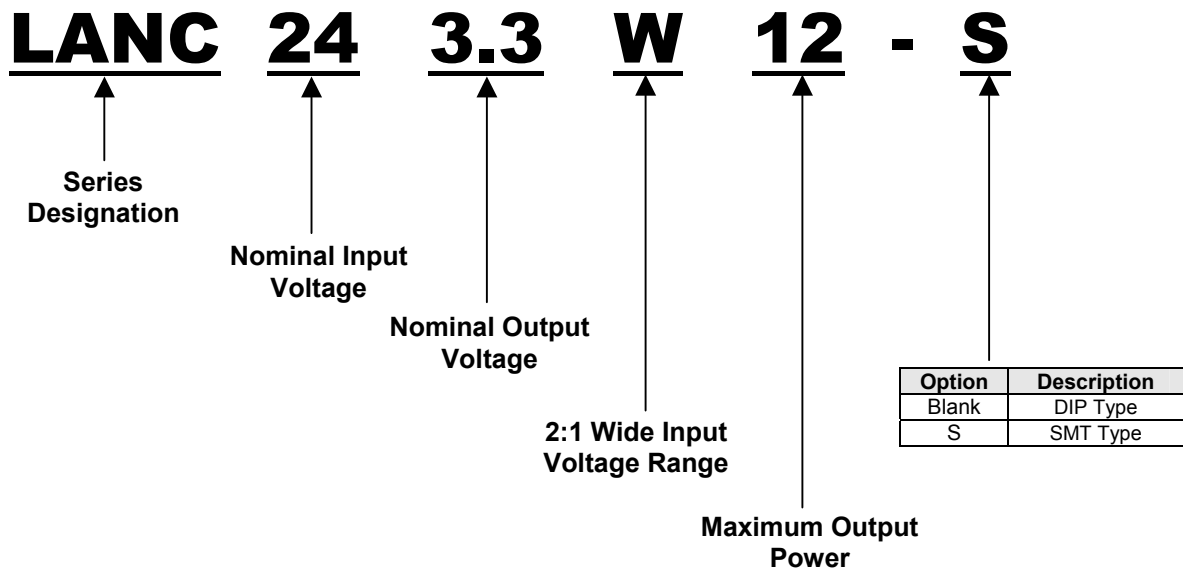 LANC 24 3.3 W 12 - S
Series
Designation
Nominal Input
Voltage
Nominal Output
Voltage
2:1 Wide Input
Voltage Range
Maximum Output
Power
Option Description
Blank DIP Type
S SMT Type